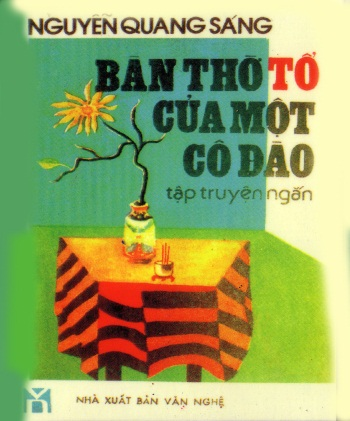 NGUYỄN QUANG SÁNG
BÀN THỜ TỔ
CỦA MỘT
CÔ ĐÀO
tập truyện ngắn
NHÀ XUẤT BẢN VĂN NGHỆ